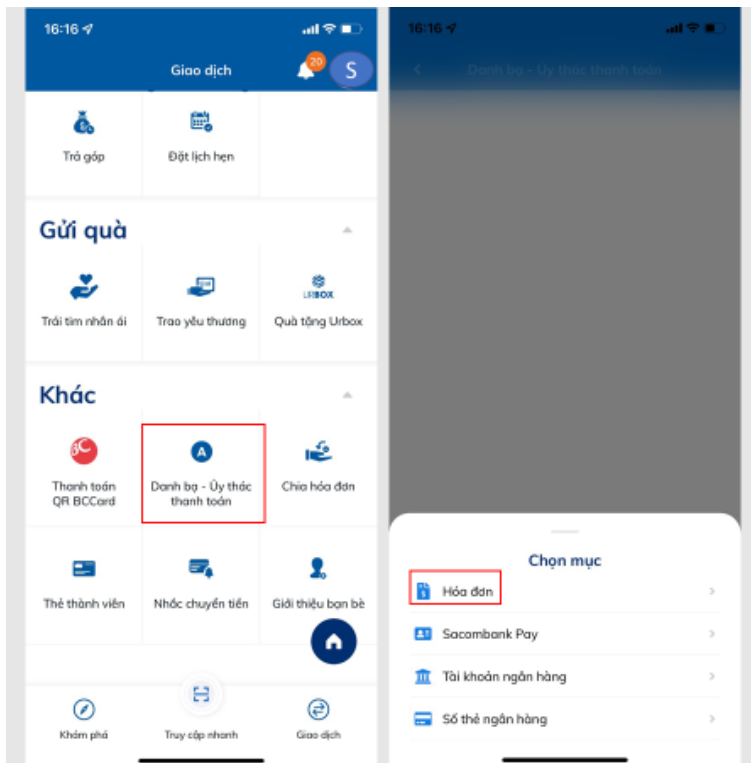 16:16
Giao dịch
20
S
Trả góp
Đặt lịch hẹn
Gửi quà
URBOX
Trái tim nhân ái
Trao yêu thương
Quà tặng Urbox
Khác
BC
A
Thanh toán
QR BCCard
Danh bạ - Ủy thác
thanh toán
Chia hóa đơn
Thẻ thành viên
Nhắc chuyển tiền
Giới thiệu bạn bè
Khám phá
Truy cập nhanh
Giao dịch
16:16
Danh bạ - Ủy thác thanh toán
Chọn mục
Hóa đơn
Sacombank Pay
Tài khoản ngân hàng
Số thẻ ngân hàng